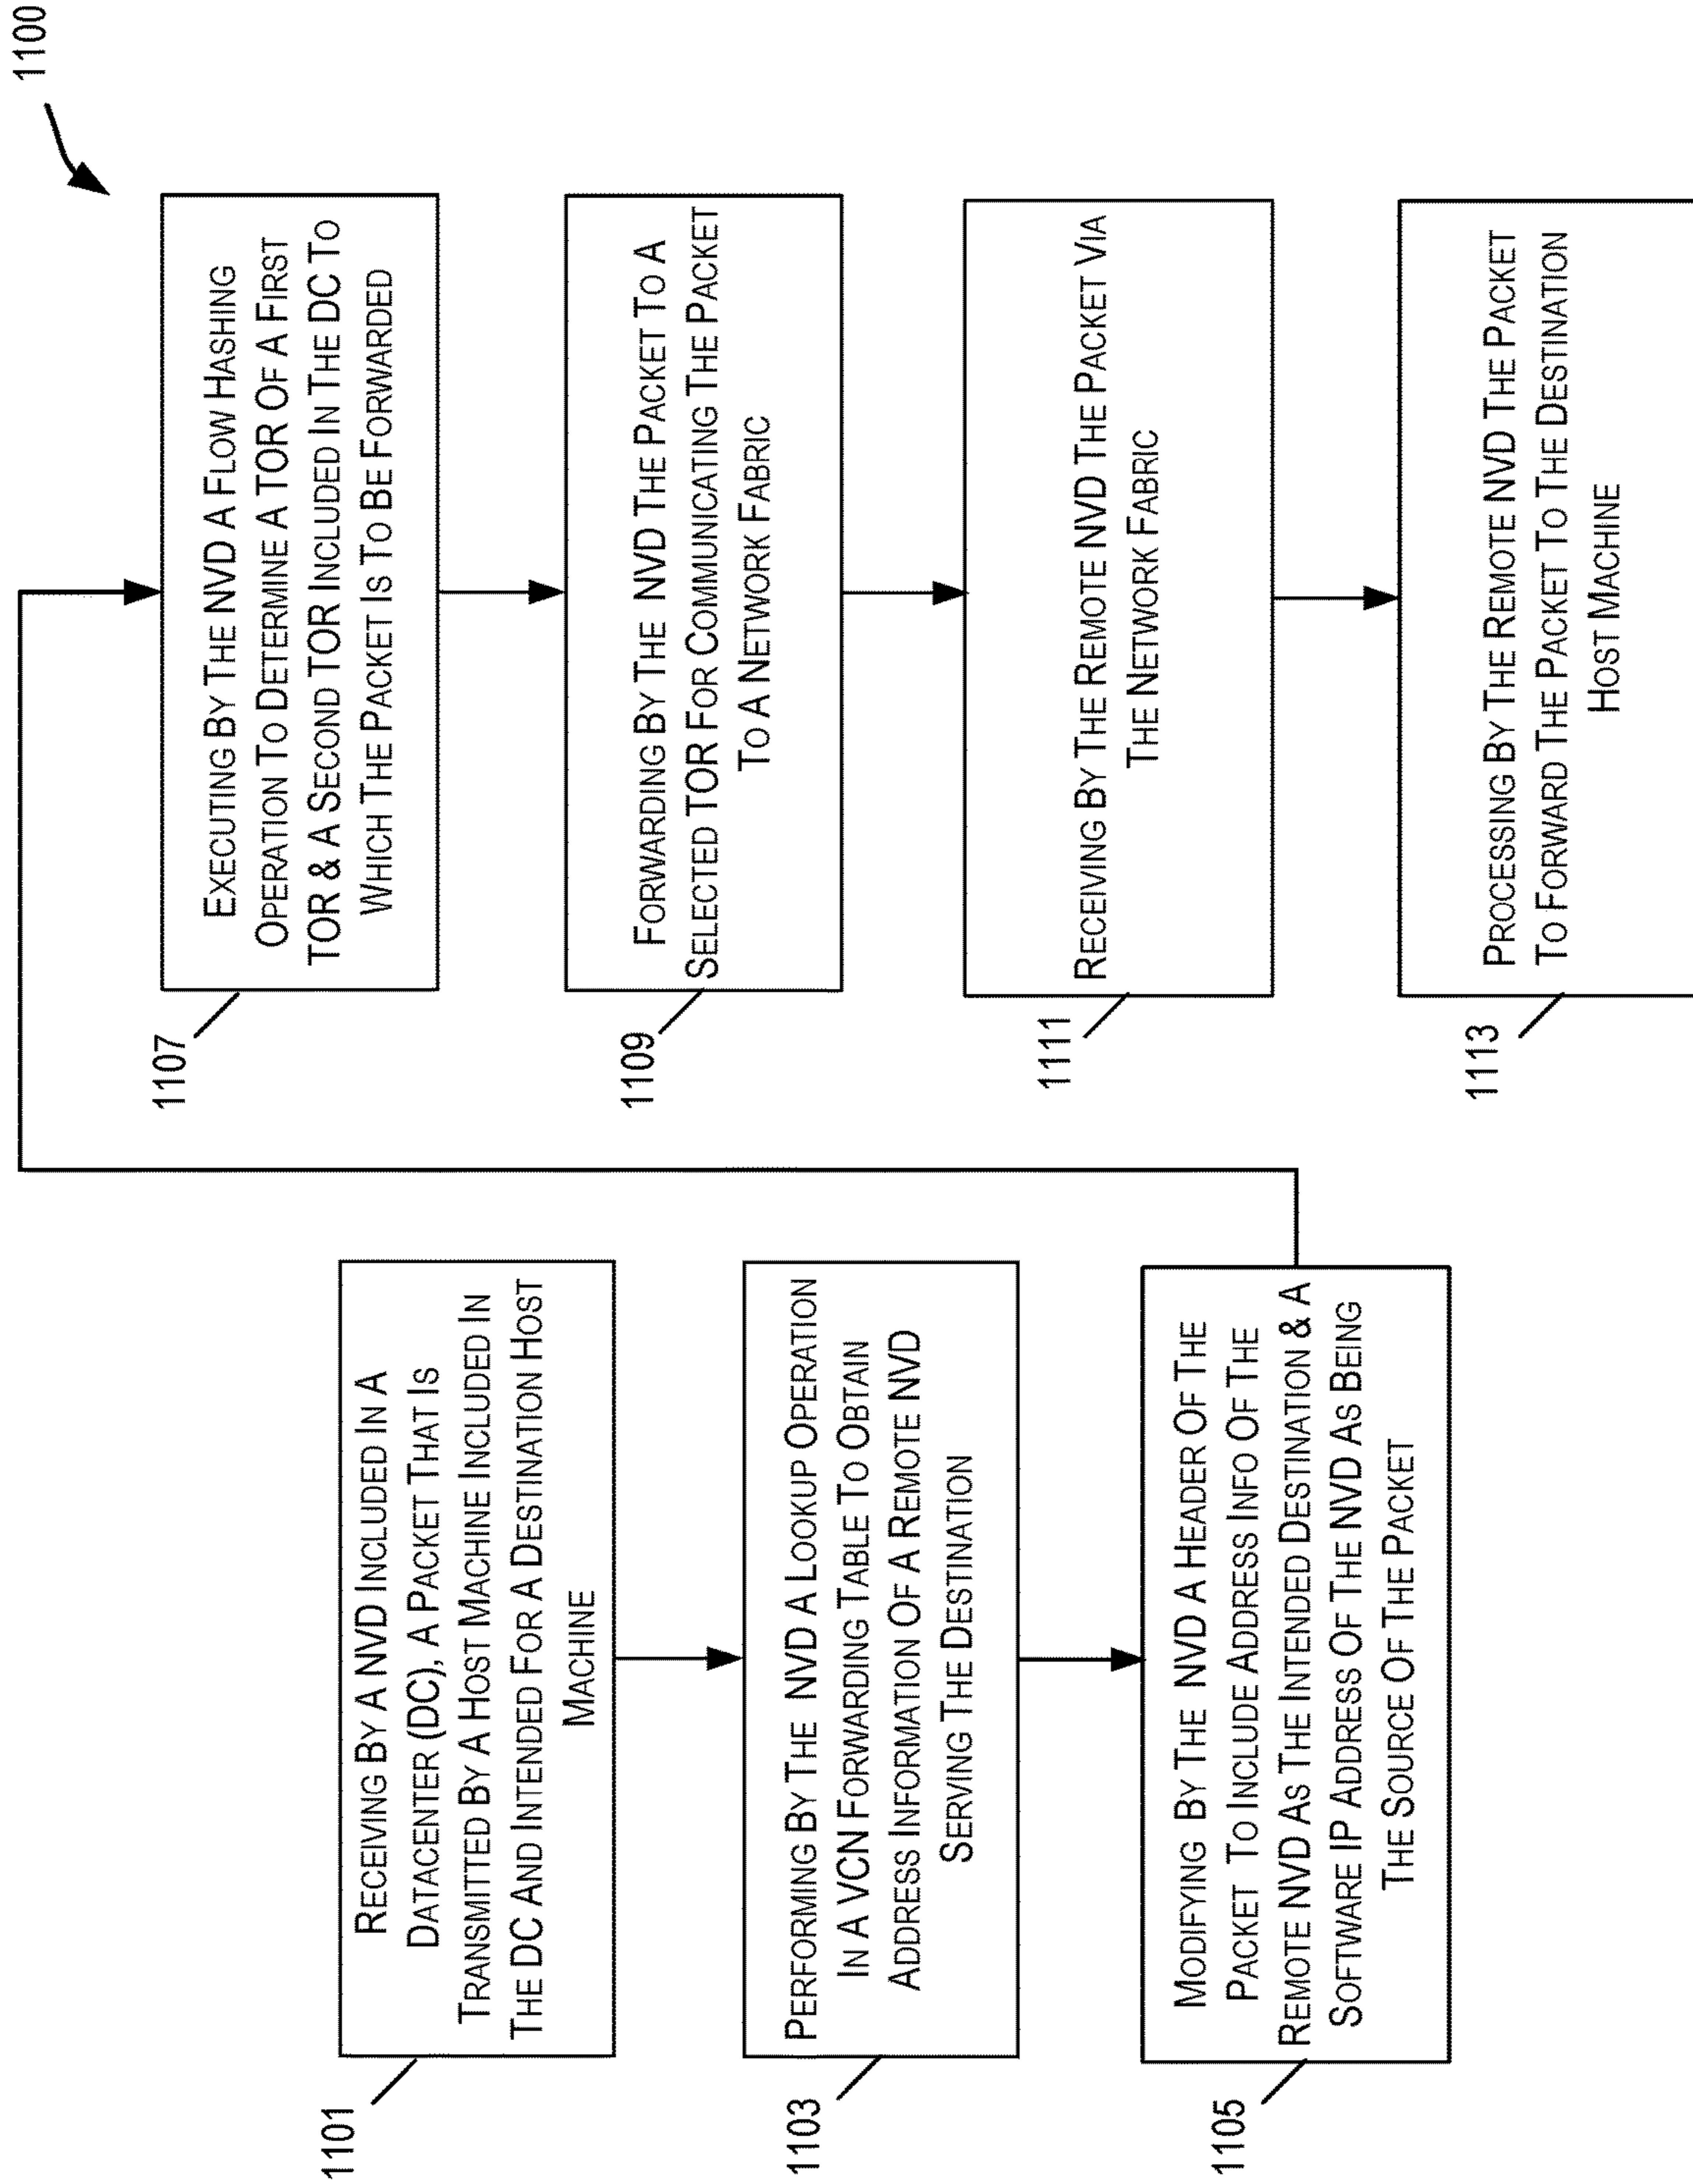 1100
1101
RECEIVING BY A NVD INCLUDED IN A
DATACENTER (DC), A PACKET THAT IS
TRANSMITTED BY A HOST MACHINE INCLUDED IN
THE DC AND INTENDED FOR A DESTINATION HOST
MACHINE
1103
PERFORMING BY THE NVD A LOOKUP OPERATION
IN A VCN FORWARDING TABLE TO OBTAIN
ADDRESS INFORMATION OF A REMOTE NVD
SERVING THE DESTINATION
1105
MODIFYING BY THE NVD A HEADER OF THE
PACKET TO INCLUDE ADDRESS INFO OF THE
REMOTE NVD AS THE INTENDED DESTINATION & A
SOFTWARE IP ADDRESS OF THE NVD AS BEING
THE SOURCE OF THE PACKET
1107
EXECUTING BY THE NVD A FLOW HASHING
OPERATION TO DETERMINE A TOR OF A FIRST
TOR & A SECOND TOR INCLUDED IN THE DC TO
WHICH THE PACKET IS TO BE FORWARDED
1109
FORWARDING BY THE NVD THE PACKET TO A
SELECTED TOR FOR COMMUNICATING THE PACKET
TO A NETWORK FABRIC
1111
RECEIVING BY THE REMOTE NVD THE PACKET VIA
THE NETWORK FABRIC
1113
PROCESSING BY THE REMOTE NVD THE PACKET
TO FORWARD THE PACKET TO THE DESTINATION
HOST MACHINE